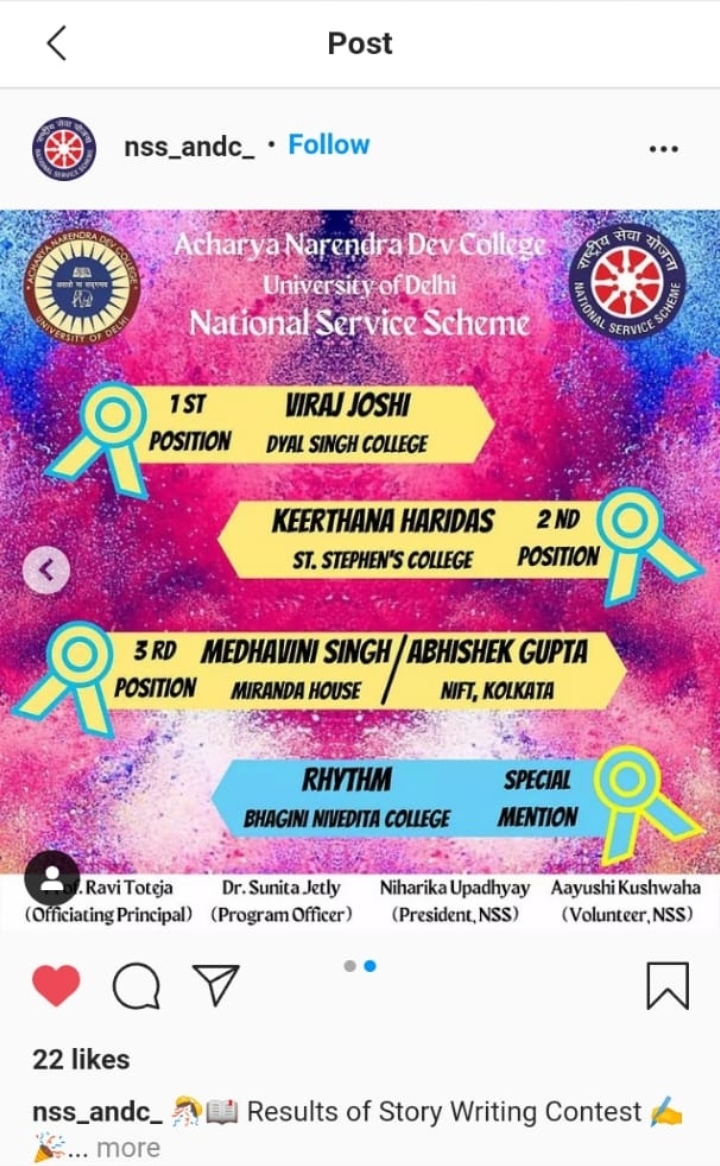 Post
nss_andc_ • Follow
ACHARYA NARENDRA DEV COLLEGE
UNIVERSITY OF DELHI
Acharya Narendra Dev College
University of Delhi
National Service Scheme
राष्ट्रीय सेवा योजना
NATIONAL SERVICE SCHEME
1 ST VIRAJ JOSHI
POSITION DYAL SINGH COLLEGE
KEERTHANA HARIDAS 2 ND
ST. STEPHEN'S COLLEGE POSITION
3 RD MEDHAVINI SINGH / ABHISHEK GUPTA
POSITION MIRANDA HOUSE / NIFT, KOLKATA
RHYTHM SPECIAL
BHAGINI NIVEDITA COLLEGE MENTION
Ravi Toteja Dr. Sunita Jetly Niharika Upadhyay Aayushi Kushwaha
(Officiating Principal) (Program Officer) (President, NSS) (Volunteer, NSS)
22 likes
nss_andc_ Results of Story Writing Contest
... more